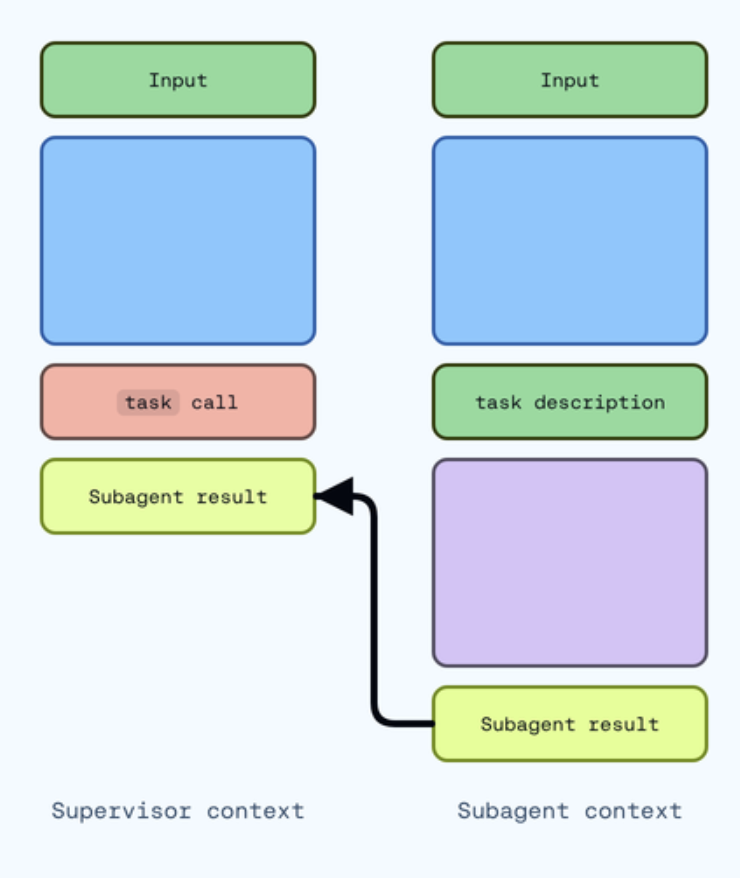 Input
Input
task call
task description
Subagent result
Subagent result
Supervisor context
Subagent context